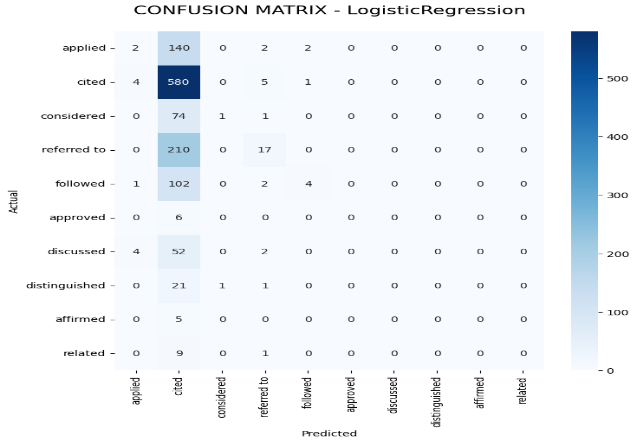 CONFUSION MATRIX - LogisticRegression
applied 2 140 0 2 2 0 0 0 0 0
cited 4 580 0 5 1 0 0 0 0 0
considered 0 74 1 1 0 0 0 0 0 0
referred to 0 210 0 17 0 0 0 0 0 0
followed 1 102 0 2 4 0 0 0 0 0
approved 0 6 0 0 0 0 0 0 0 0
discussed 4 52 0 2 0 0 0 0 0 0
distinguished 0 21 1 1 0 0 0 0 0 0
affirmed 0 5 0 0 0 0 0 0 0 0
related 0 9 0 1 0 0 0 0 0 0
Actual
applied cited considered referred to followed approved discussed distinguished affirmed related
Predicted
500
400
300
200
100
0